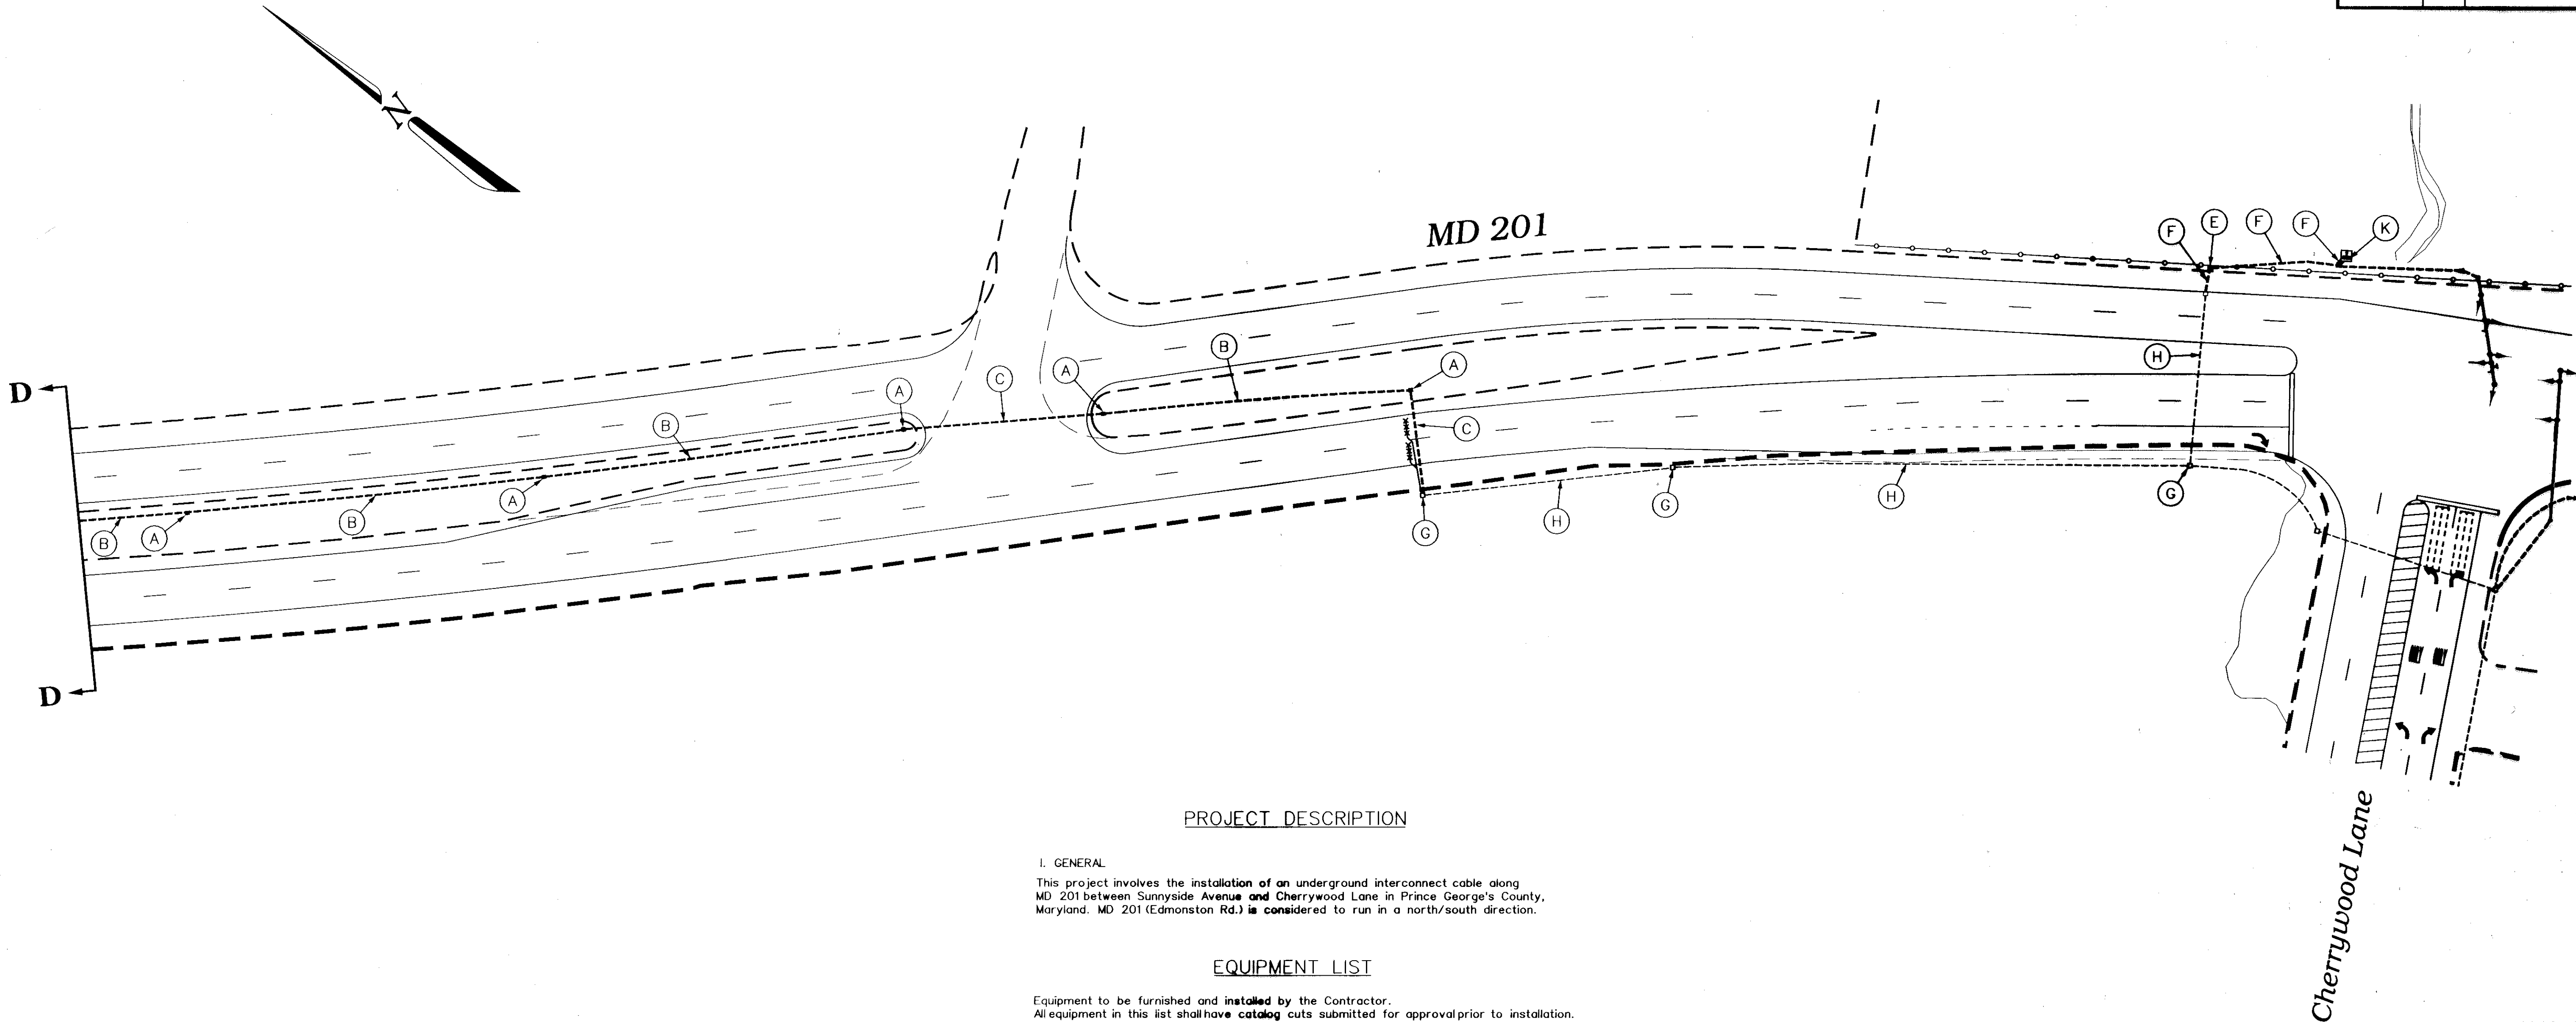 N
MD 201
F
E
F
F
K
H
B
A
A
A
C
B
C
D
B
A
B
A
G
H
G
H
G
D
PROJECT DESCRIPTION
I. GENERAL
This project involves the installation of an underground interconnect cable along
MD 201 between Sunnyside Avenue and Cherrywood Lane in Prince George's County,
Maryland. MD 201 (Edmonston Rd.) is considered to run in a north/south direction.
EQUIPMENT LIST
Equipment to be furnished and installed by the Contractor.
All equipment in this list shall have catalog cuts submitted for approval prior to installation.
Cherrywood Lane